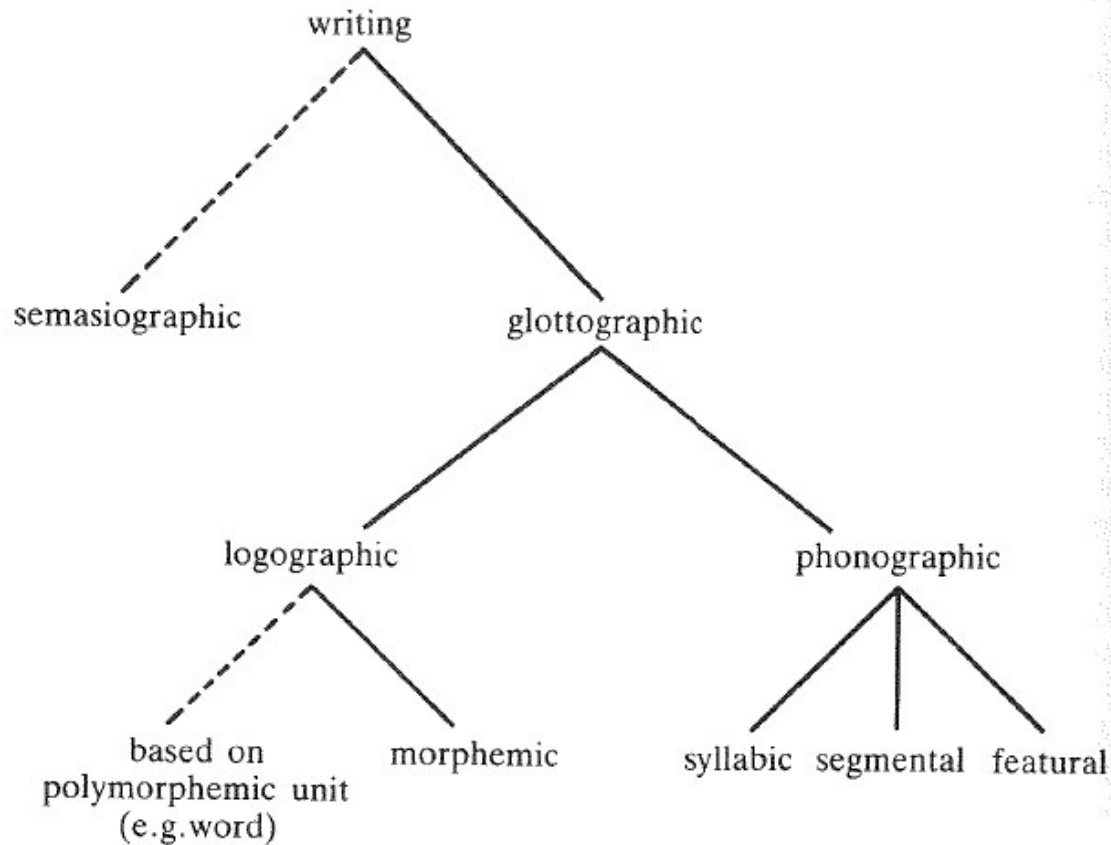 writing
semasiographic
glottographic
logographic
phonographic
based on
polymorphemic unit
(e.g.word)
morphemic
syllabic
segmental
featural